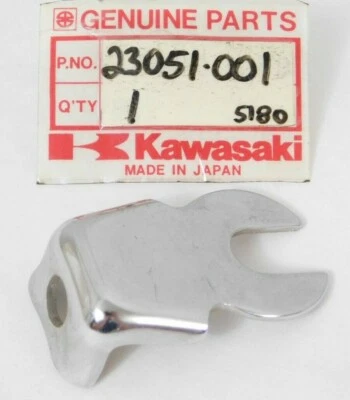 GENUINE PARTS
P.NO. 23051-001
Q'TY 1 5180
Kawasaki
MADE IN JAPAN